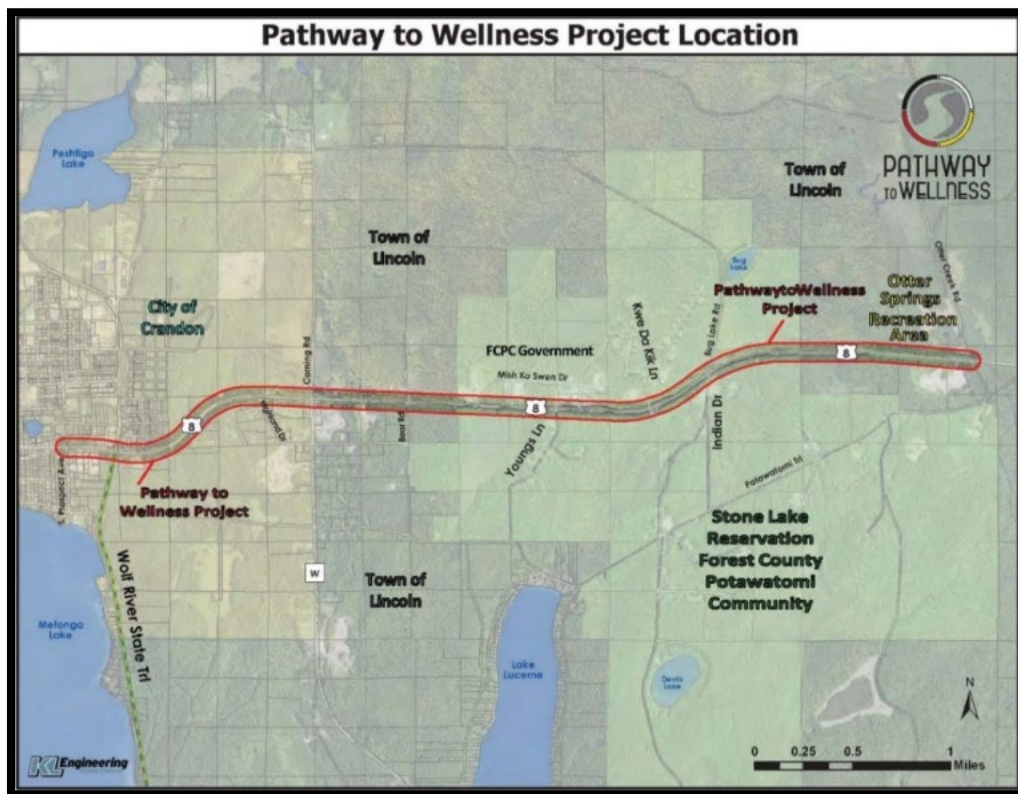 Pathway to Wellness Project Location
Peshtigo
Lake
PATHWAY
TO WELLNESS
Town of
Lincoln
Town of
Lincoln
Otter Creek Rd
Bug
Lake
City of
Crandon
Pathway to Wellness
Project
Otter
Springs
Recreation
Area
Kwe Da Kik Ln
Bug Lake Rd
FCPC Government
Mish Ko Swen Dr
8
Corning Rd
8
8
Highland Dr
Bear Rd
Youngs Ln
Indian Dr
Potawatomi Trl
S. Prospect Ave
Pathway to
Wellness Project
Stone Lake
Reservation
Forest County
Potawatomi
Community
Wolf River State Trl
W
Town of
Lincoln
Metonga
Lake
Lake
Lucerne
Devils
Lake
N
0 0.25 0.5 1
Miles
KL Engineering